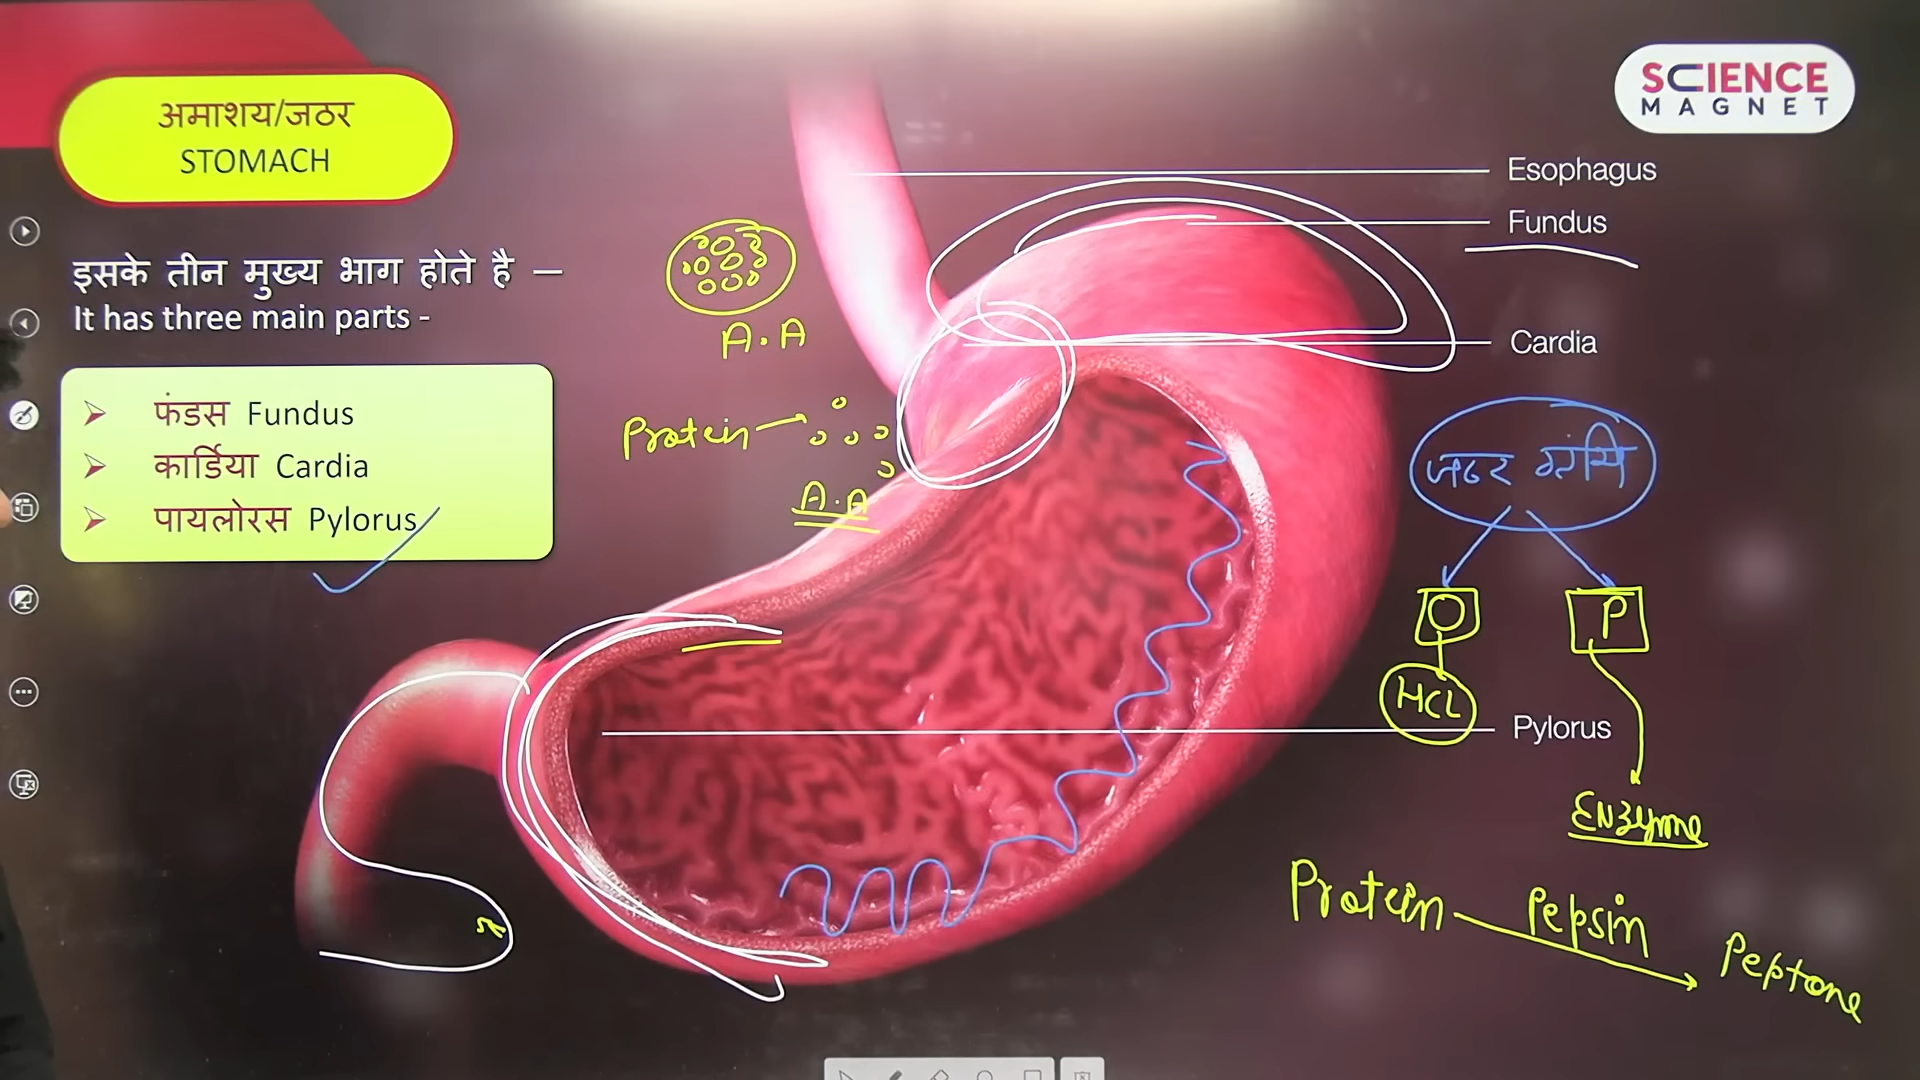 अमाशय/जठर
STOMACH
SCIENCE
MAGNET
इसके तीन मुख्य भाग होते है –
It has three main parts -
फंडस Fundus
कार्डिया Cardia
पायलोरस Pylorus
Esophagus
Fundus
Cardia
Pylorus
A.A
Protein
A.A
जठर ग्रंथि
O
P
HCL
Enzyme
Protein
Pepsin
Peptone